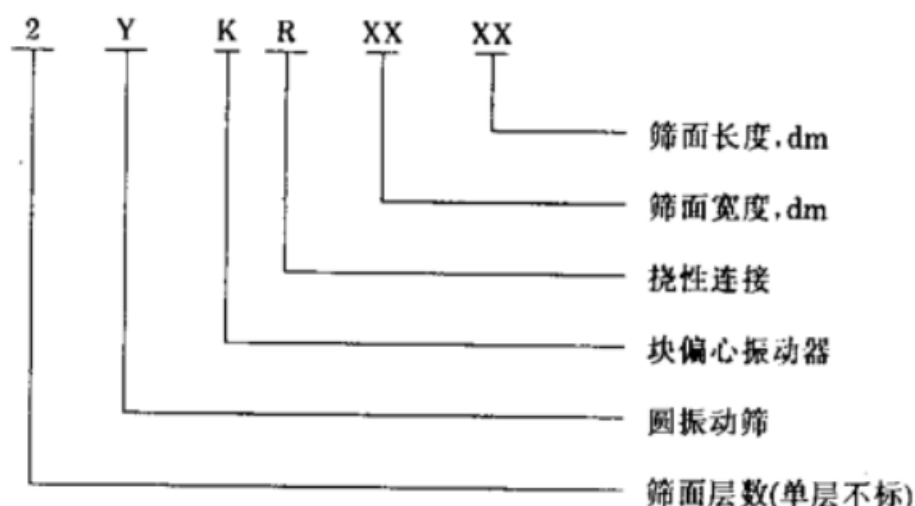 2 Y K R XX XX
筛面长度,dm
筛面宽度,dm
挠性连接
块偏心振动器
圆振动筛
筛面层数(单层不标)